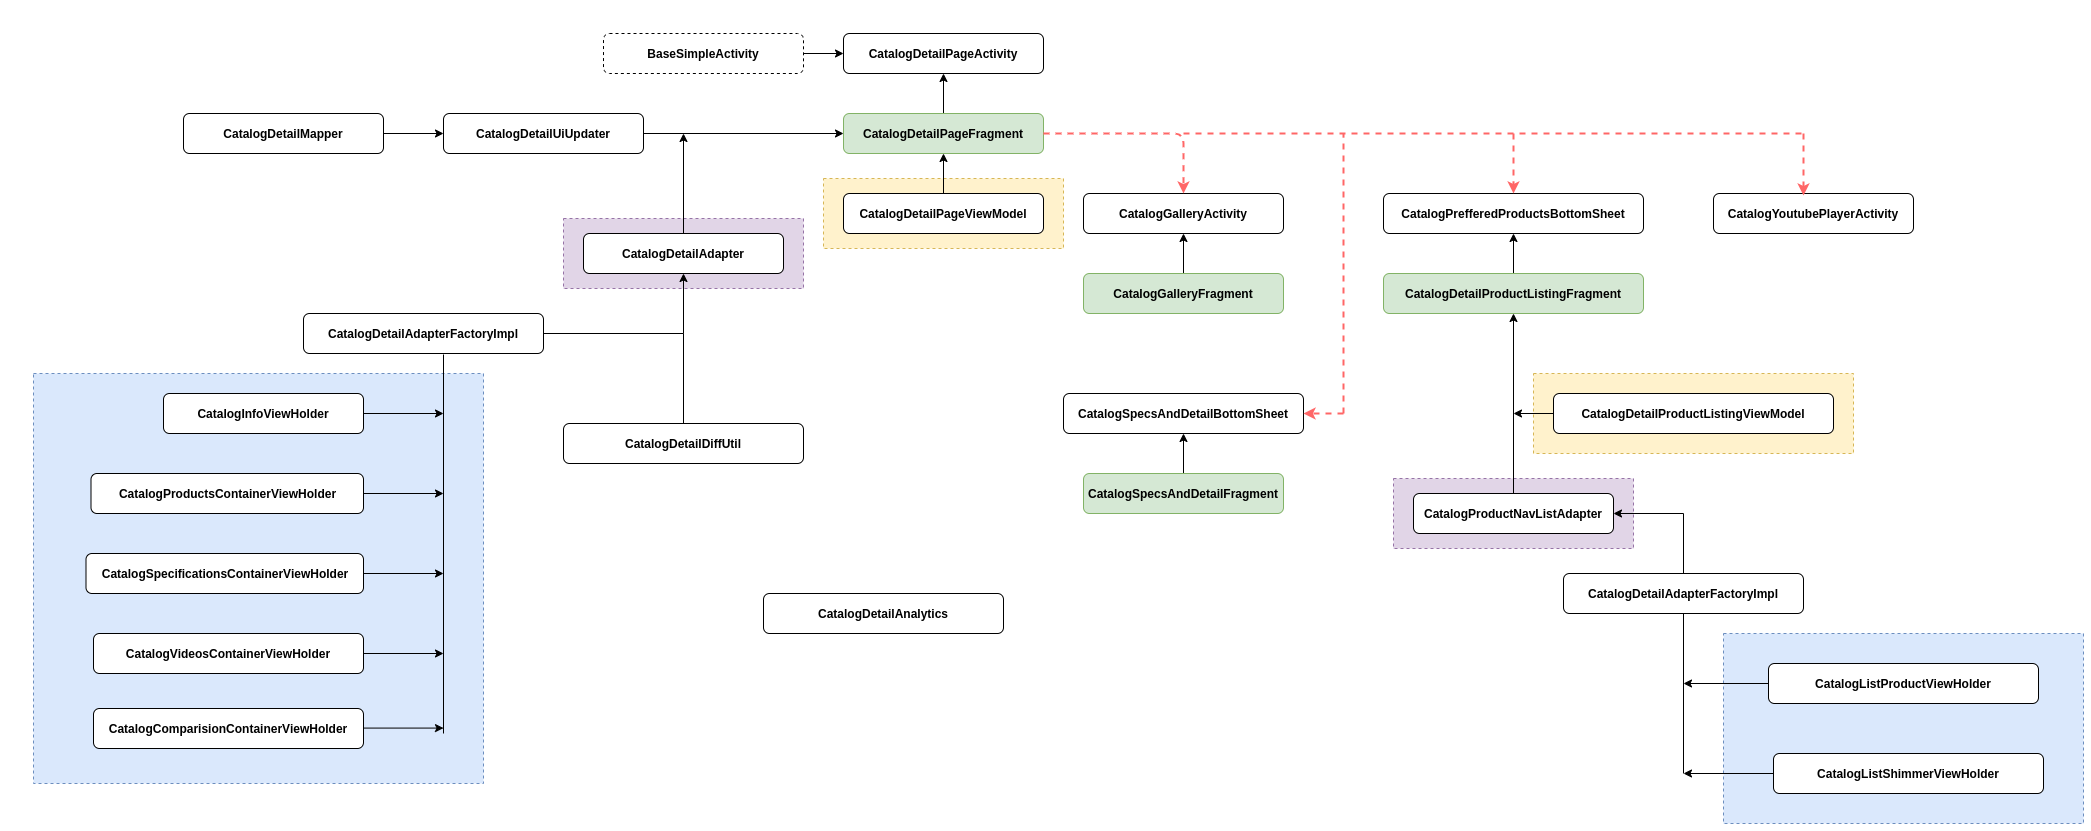 BaseSimpleActivity
CatalogDetailPageActivity
CatalogDetailMapper
CatalogDetailUiUpdater
CatalogDetailPageFragment
CatalogDetailPageViewModel
CatalogGalleryActivity
CatalogPrefferedProductsBottomSheet
CatalogYoutubePlayerActivity
CatalogDetailAdapter
CatalogGalleryFragment
CatalogDetailProductListingFragment
CatalogDetailAdapterFactoryImpl
CatalogInfoViewHolder
CatalogDetailDiffUtil
CatalogSpecsAndDetailBottomSheet
CatalogDetailProductListingViewModel
CatalogProductsContainerViewHolder
CatalogSpecsAndDetailFragment
CatalogProductNavListAdapter
CatalogSpecificationsContainerViewHolder
CatalogDetailAnalytics
CatalogDetailAdapterFactoryImpl
CatalogVideosContainerViewHolder
CatalogListProductViewHolder
CatalogComparisionContainerViewHolder
CatalogListShimmerViewHolder